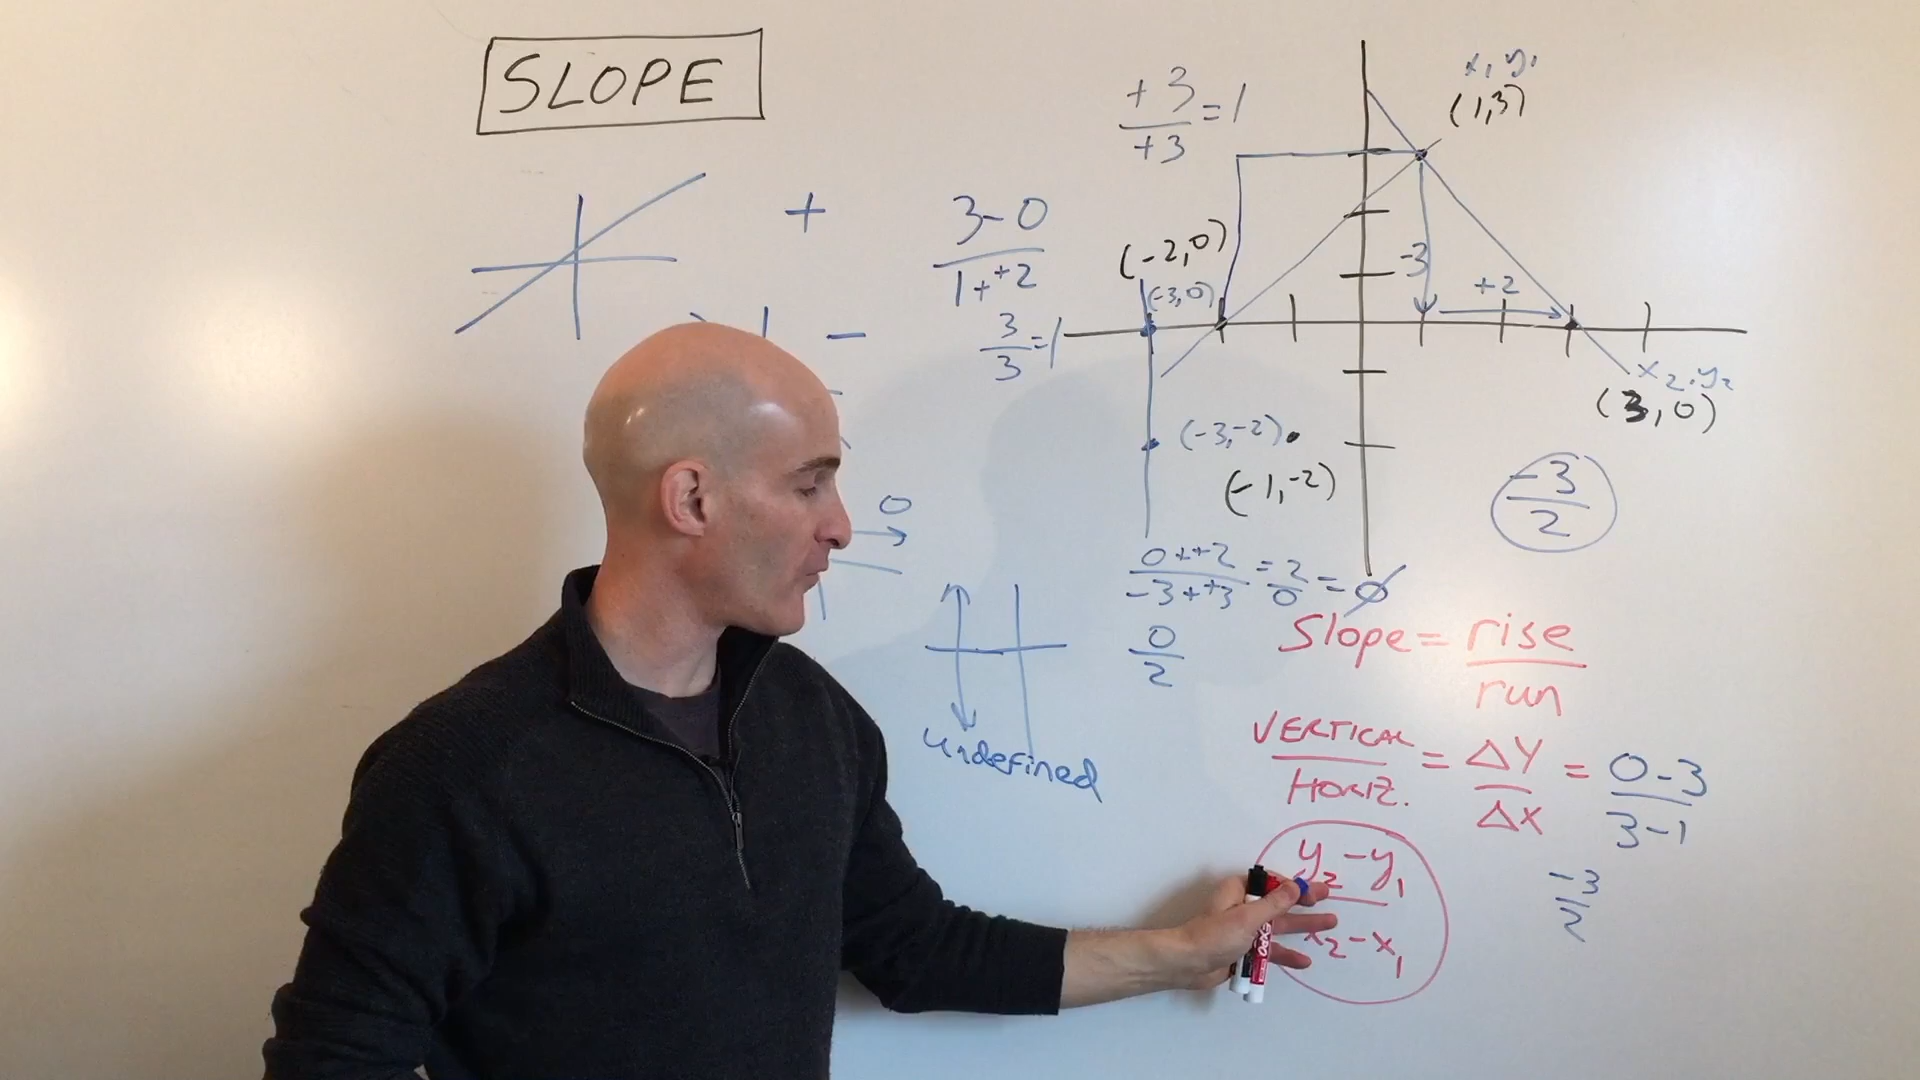 SLOPE
+
-
0
undefined
+3
+3
=1
3-0
1++2
3
3
=1
x1 y1
(1,3)
(-2,0)
(-3,0)
-3
+2
x2,y2
(3,0)
(-3,-2)
(-1,-2)
-3
2
0++2 = 2 = ∅
-3++3 0
0
2
Slope = rise
run
VERTICAL = ΔY = 0-3
HORIZ. ΔX 3-1
y2-y1
x2-x1
-3
2
EXPO